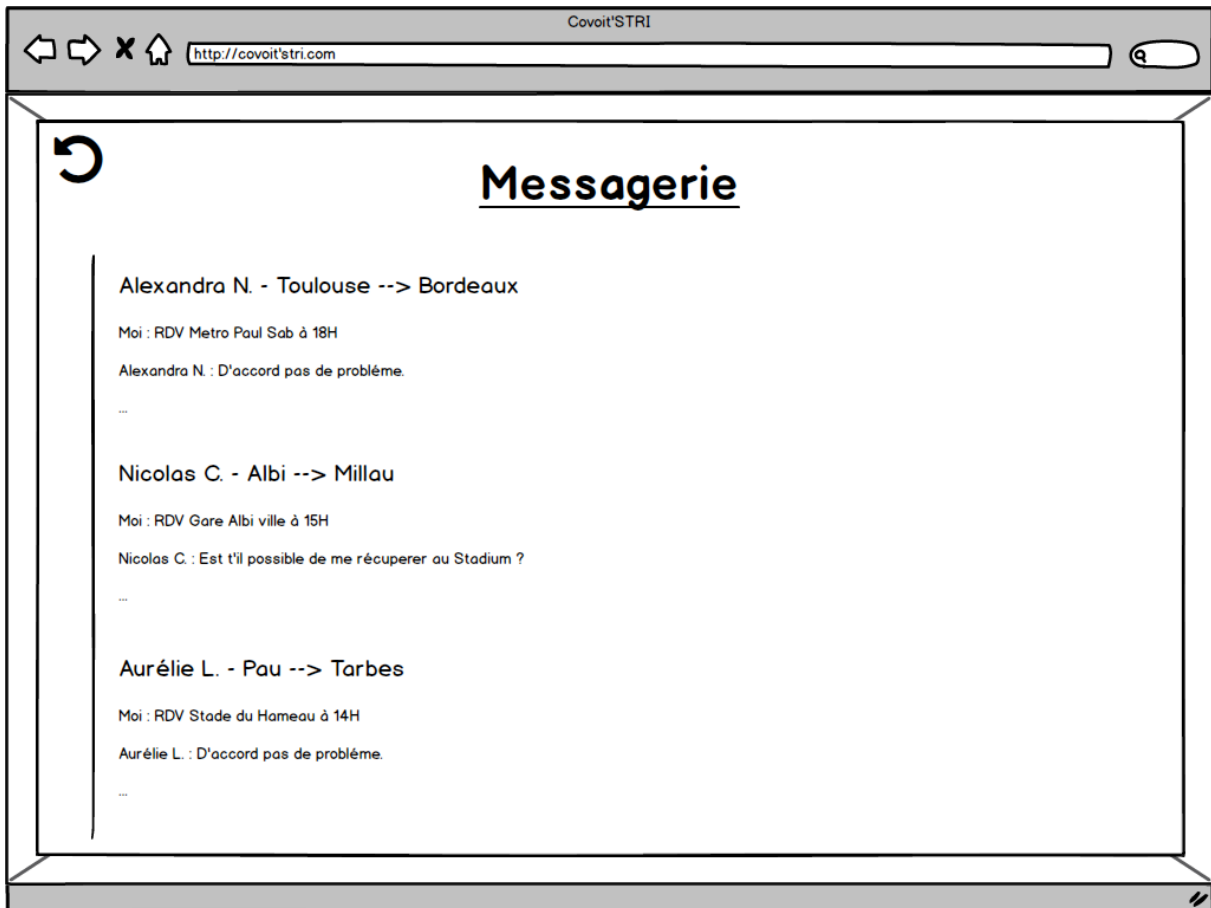 Covoit'STRI
http://covoit'stri.com
Messagerie
Alexandra N. - Toulouse --> Bordeaux
Moi : RDV Metro Paul Sab à 18H
Alexandra N. : D'accord pas de probléme.
...
Nicolas C. - Albi --> Millau
Moi : RDV Gare Albi ville à 15H
Nicolas C. : Est t'il possible de me récuperer au Stadium ?
...
Aurélie L. - Pau --> Tarbes
Moi : RDV Stade du Hameau à 14H
Aurélie L. : D'accord pas de probléme.
...